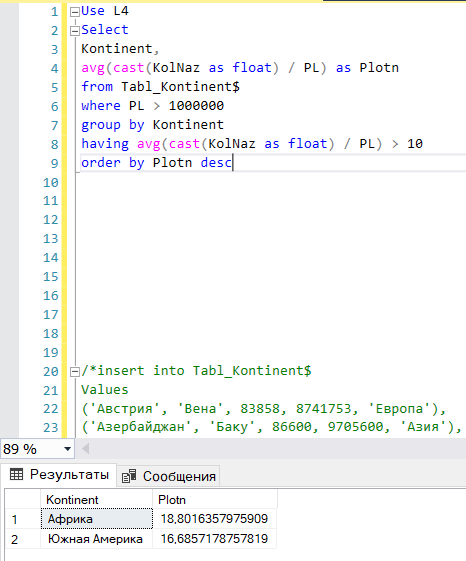 1 Use L4
2 Select
3 Kontinent,
4 avg(cast(KolNaz as float) / PL) as Plotn
5 from Tabl_Kontinent$
6 where PL > 1000000
7 group by Kontinent
8 having avg(cast(KolNaz as float) / PL) > 10
9 order by Plotn desc
10
11
12
13
14
15
16
17
18
19
20 /*insert into Tabl_Kontinent$
21 Values
22 ('Австрия', 'Вена', 83858, 8741753, 'Европа'),
23 ('Азербайджан', 'Баку', 86600, 9705600, 'Азия'),
89 %
Результаты Сообщения
Kontinent Plotn
1 Африка 18,8016357975909
2 Южная Америка 16,6857178757819